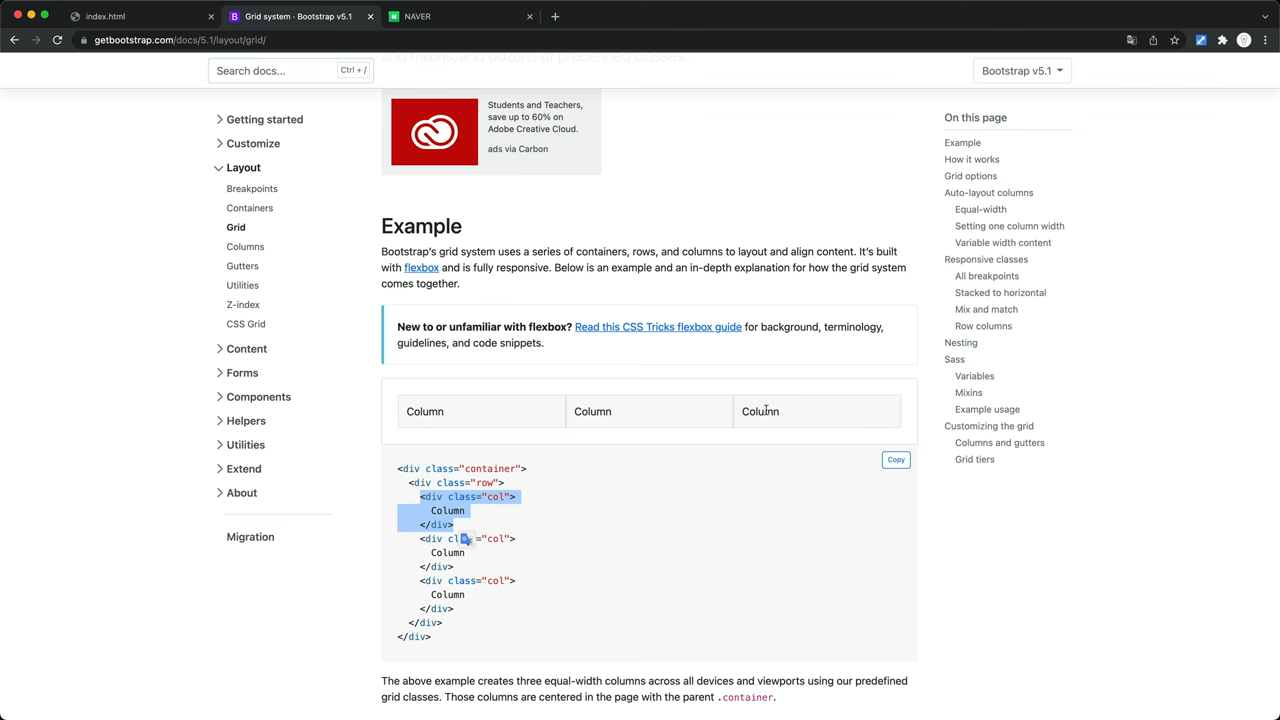 index.html
Grid system · Bootstrap v5.1
NAVER
getbootstrap.com/docs/5.1/layout/grid/
and mixins, and dozens of predefined classes.
Search docs...
Ctrl + /
Bootstrap v5.1
Getting started
Customize
Layout
Breakpoints
Containers
Grid
Columns
Gutters
Utilities
Z-index
CSS Grid
Content
Forms
Components
Helpers
Utilities
Extend
About
Migration
Students and Teachers,
save up to 60% on
Adobe Creative Cloud.
ads via Carbon
Example
Bootstrap's grid system uses a series of containers, rows, and columns to layout and align content. It's built
with flexbox and is fully responsive. Below is an example and an in-depth explanation for how the grid system
comes together.
New to or unfamiliar with flexbox? Read this CSS Tricks flexbox guide for background, terminology,
guidelines, and code snippets.
Column Column Column
Copy
<div class="container">
<div class="row">
<div class="col">
Column
</div>
<div cl ="col">
Column
</div>
<div class="col">
Column
</div>
</div>
</div>
The above example creates three equal-width columns across all devices and viewports using our predefined
grid classes. Those columns are centered in the page with the parent .container.
On this page
Example
How it works
Grid options
Auto-layout columns
Equal-width
Setting one column width
Variable width content
Responsive classes
All breakpoints
Stacked to horizontal
Mix and match
Row columns
Nesting
Sass
Variables
Mixins
Example usage
Customizing the grid
Columns and gutters
Grid tiers